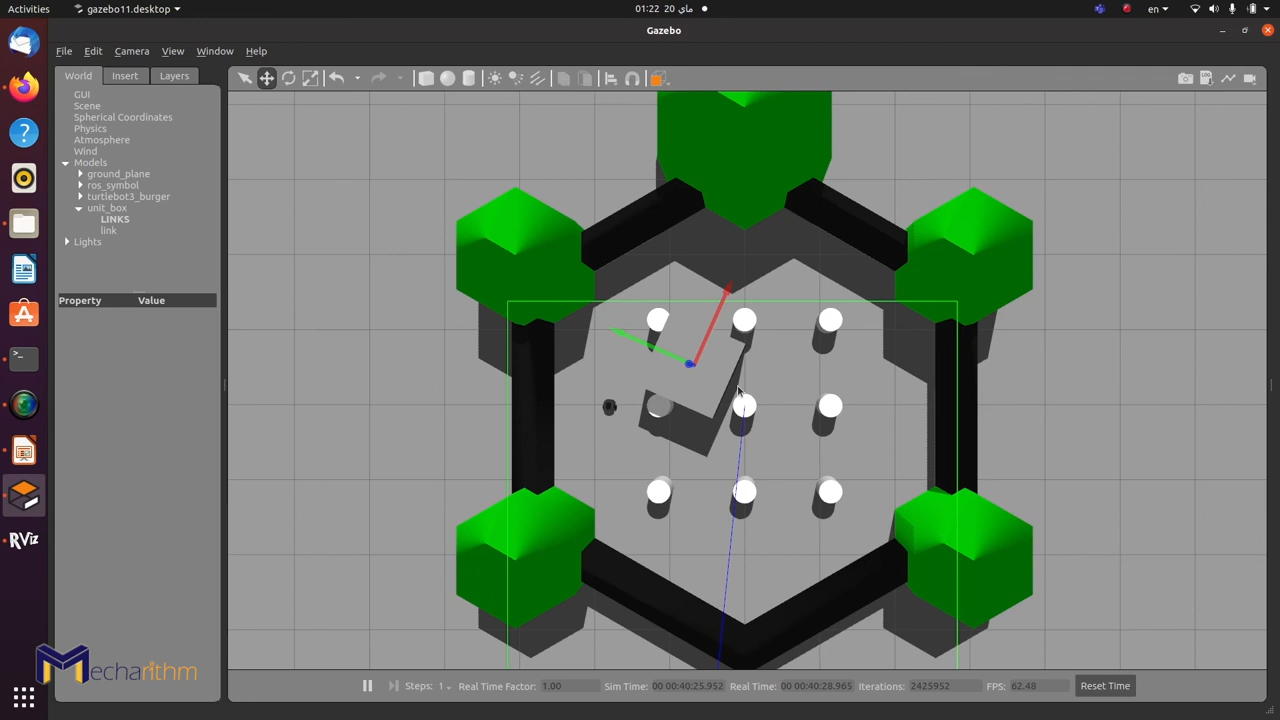 Activities
gazebo11.desktop
01:22 20 ماي
en
Gazebo
File Edit Camera View Window Help
World Insert Layers
GUI
Scene
Spherical Coordinates
Physics
Atmosphere
Wind
Models
ground_plane
ros_symbol
turtlebot3_burger
unit_box
LINKS
link
Lights
Property Value
RViz
Mecharithm
Steps: 1 Real Time Factor: 1.00 Sim Time: 00 00:40:25.952 Real Time: 00 00:40:28.965 Iterations: 2425952 FPS: 62.48 Reset Time